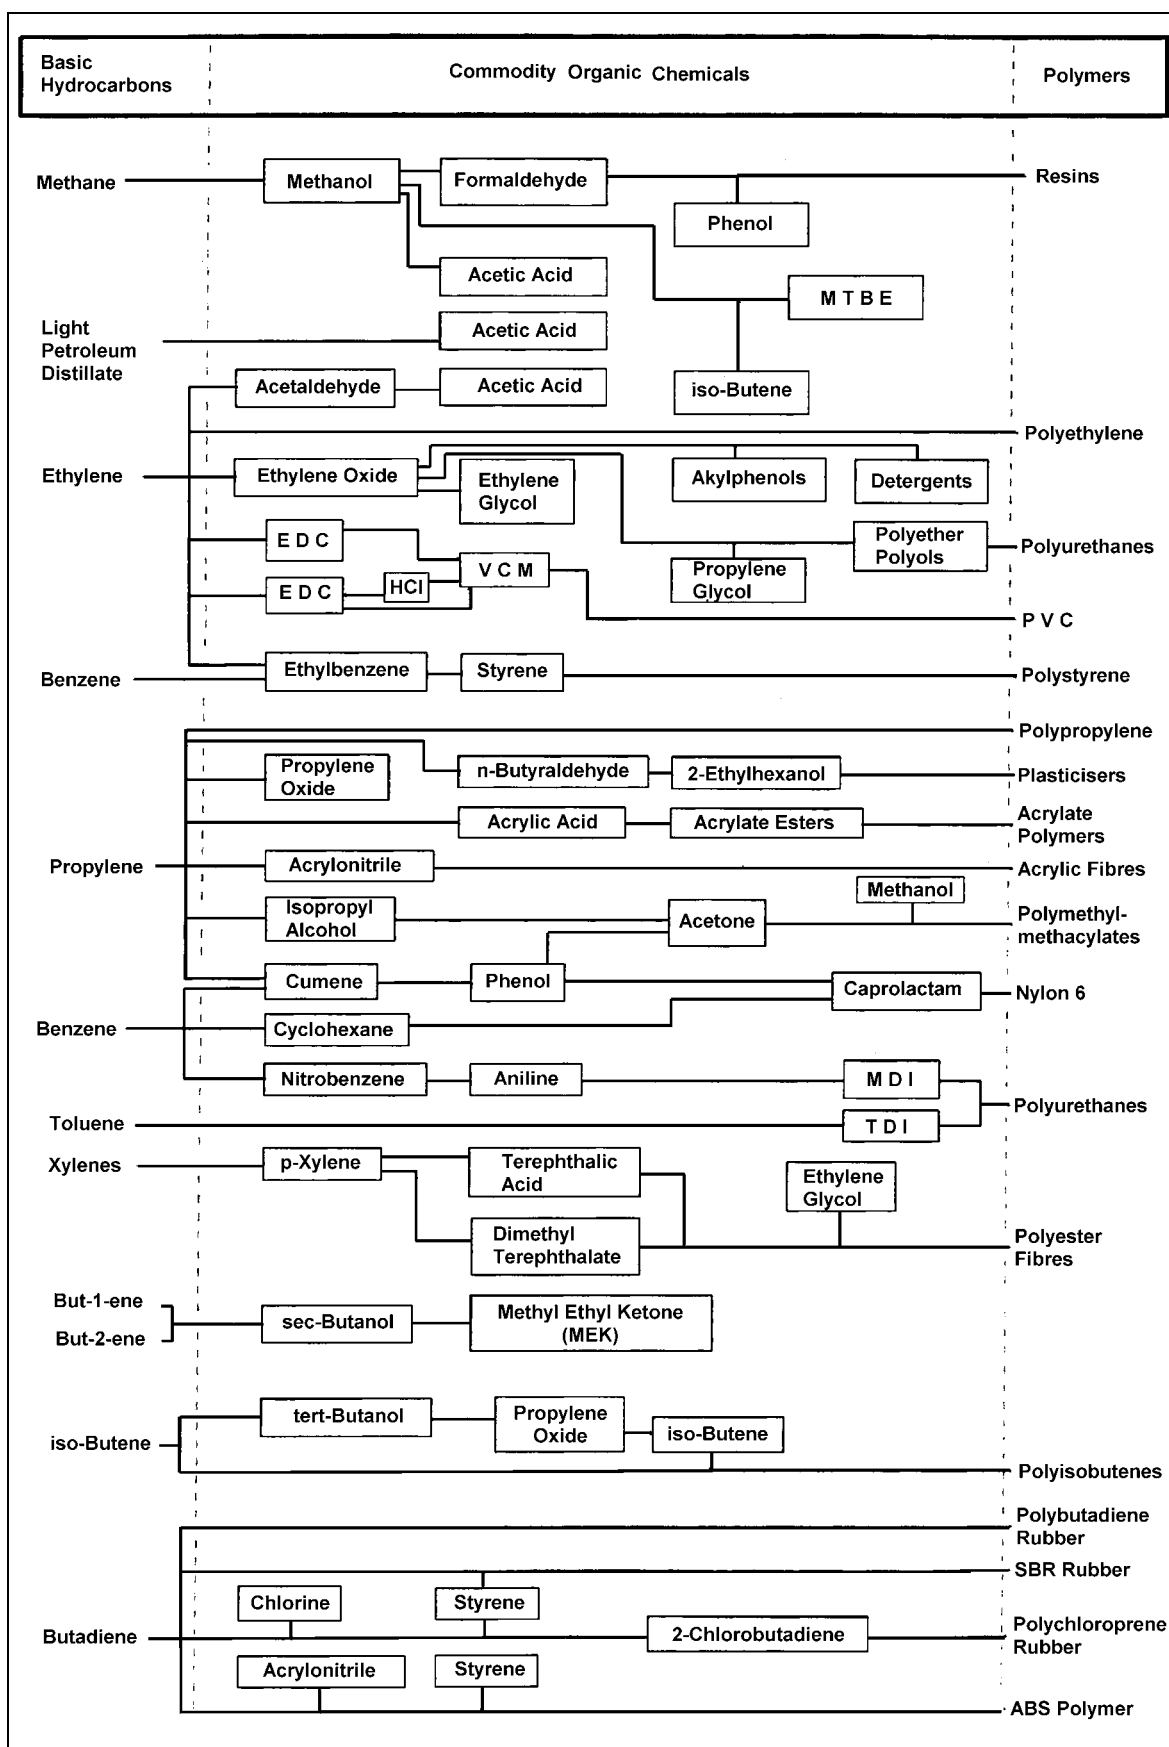 Basic
Hydrocarbons
Commodity Organic Chemicals
Polymers
Methane
Methanol
Formaldehyde
Resins
Phenol
Acetic Acid
M T B E
Light
Petroleum
Distillate
Acetic Acid
Acetaldehyde
Acetic Acid
iso-Butene
Polyethylene
Ethylene
Ethylene Oxide
Ethylene
Glycol
Akylphenols
Detergents
E D C
V C M
Propylene
Glycol
Polyether
Polyols
Polyurethanes
E D C
HCl
P V C
Benzene
Ethylbenzene
Styrene
Polystyrene
Polypropylene
Propylene
Oxide
n-Butyraldehyde
2-Ethylhexanol
Plasticisers
Acrylic Acid
Acrylate Esters
Acrylate
Polymers
Propylene
Acrylonitrile
Acrylic Fibres
Isopropyl
Alcohol
Acetone
Methanol
Polymethyl-
methacylates
Cumene
Phenol
Caprolactam
Nylon 6
Benzene
Cyclohexane
Nitrobenzene
Aniline
M D I
Polyurethanes
Toluene
T D I
Xylenes
p-Xylene
Terephthalic
Acid
Ethylene
Glycol
Dimethyl
Terephthalate
Polyester
Fibres
But-1-ene
But-2-ene
sec-Butanol
Methyl Ethyl Ketone
(MEK)
iso-Butene
tert-Butanol
Propylene
Oxide
iso-Butene
Polyisobutenes
Polybutadiene
Rubber
SBR Rubber
Chlorine
Styrene
Butadiene
2-Chlorobutadiene
Polychloroprene
Rubber
Acrylonitrile
Styrene
ABS Polymer